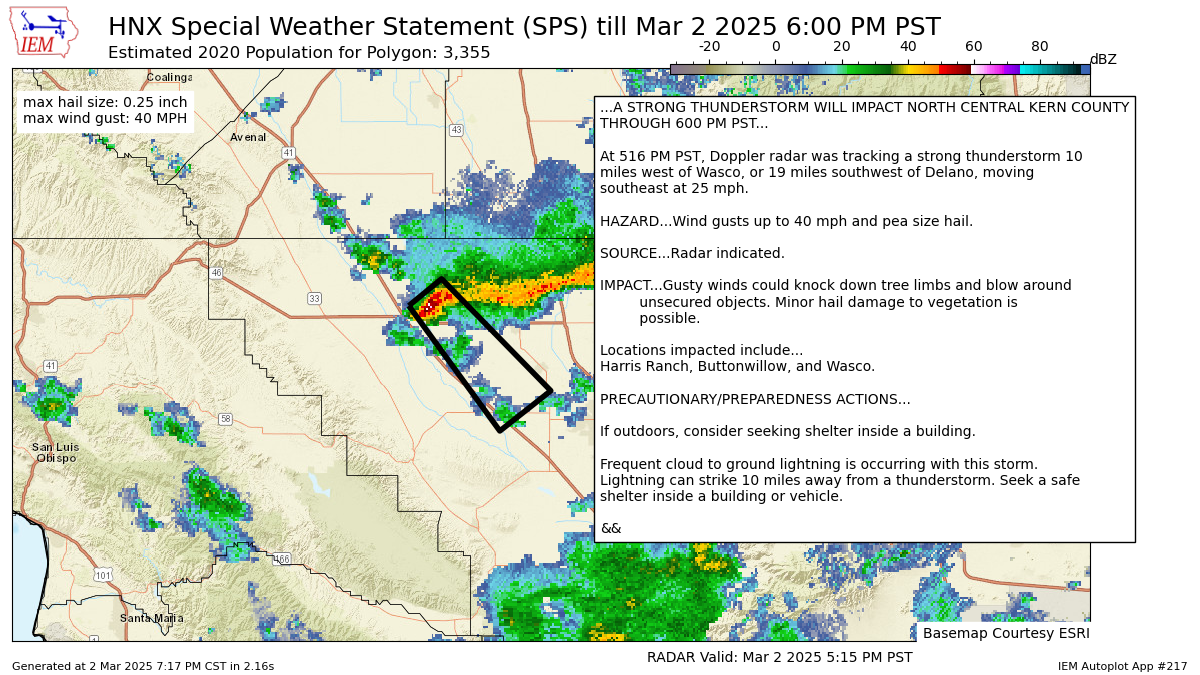 IEM
HNX Special Weather Statement (SPS) till Mar 2 2025 6:00 PM PST
Estimated 2020 Population for Polygon: 3,355
-20 0 20 40 60 80
dBZ
max hail size: 0.25 inch
max wind gust: 40 MPH
Coalinga
Avenal
43
41
46
33
41
58
San Luis
Obispo
166
101
Santa Maria
1
...A STRONG THUNDERSTORM WILL IMPACT NORTH CENTRAL KERN COUNTY
THROUGH 600 PM PST...
At 516 PM PST, Doppler radar was tracking a strong thunderstorm 10
miles west of Wasco, or 19 miles southwest of Delano, moving
southeast at 25 mph.
HAZARD...Wind gusts up to 40 mph and pea size hail.
SOURCE...Radar indicated.
IMPACT...Gusty winds could knock down tree limbs and blow around
unsecured objects. Minor hail damage to vegetation is
possible.
Locations impacted include...
Harris Ranch, Buttonwillow, and Wasco.
PRECAUTIONARY/PREPAREDNESS ACTIONS...
If outdoors, consider seeking shelter inside a building.
Frequent cloud to ground lightning is occurring with this storm.
Lightning can strike 10 miles away from a thunderstorm. Seek a safe
shelter inside a building or vehicle.
&&
Basemap Courtesy ESRI
RADAR Valid: Mar 2 2025 5:15 PM PST
Generated at 2 Mar 2025 7:17 PM CST in 2.16s
IEM Autoplot App #217